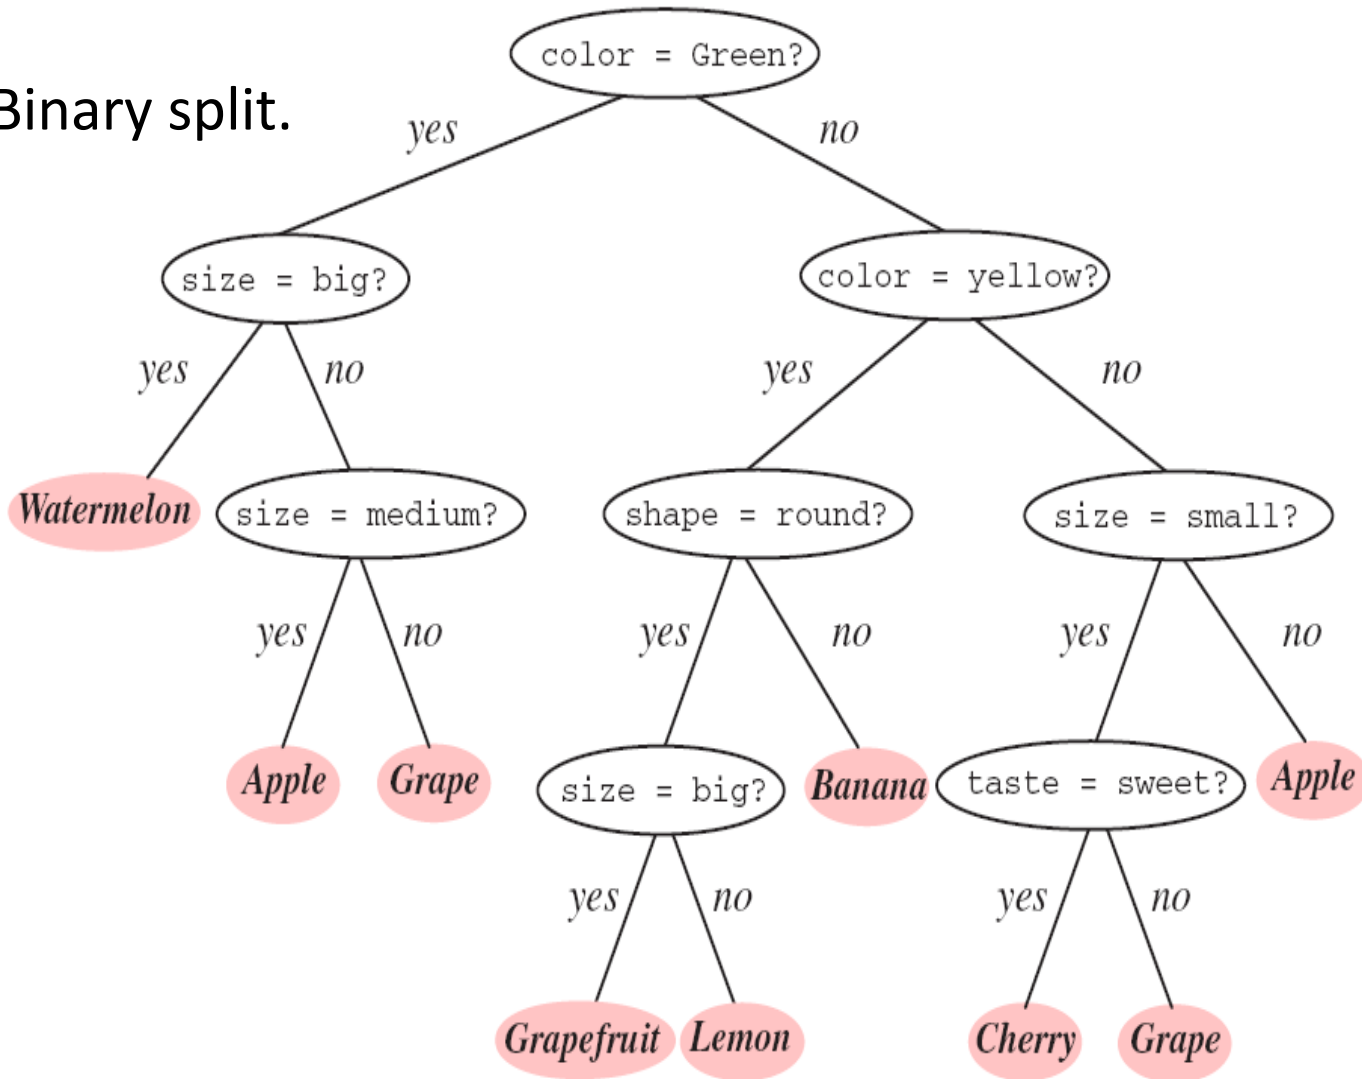 color = Green?
Binary split.
yes
no
size = big?
color = yellow?
yes
no
yes
no
Watermelon
size = medium?
shape = round?
size = small?
yes
no
yes
no
yes
no
Apple
Grape
size = big?
Banana
taste = sweet?
Apple
yes
no
yes
no
Grapefruit
Lemon
Cherry
Grape